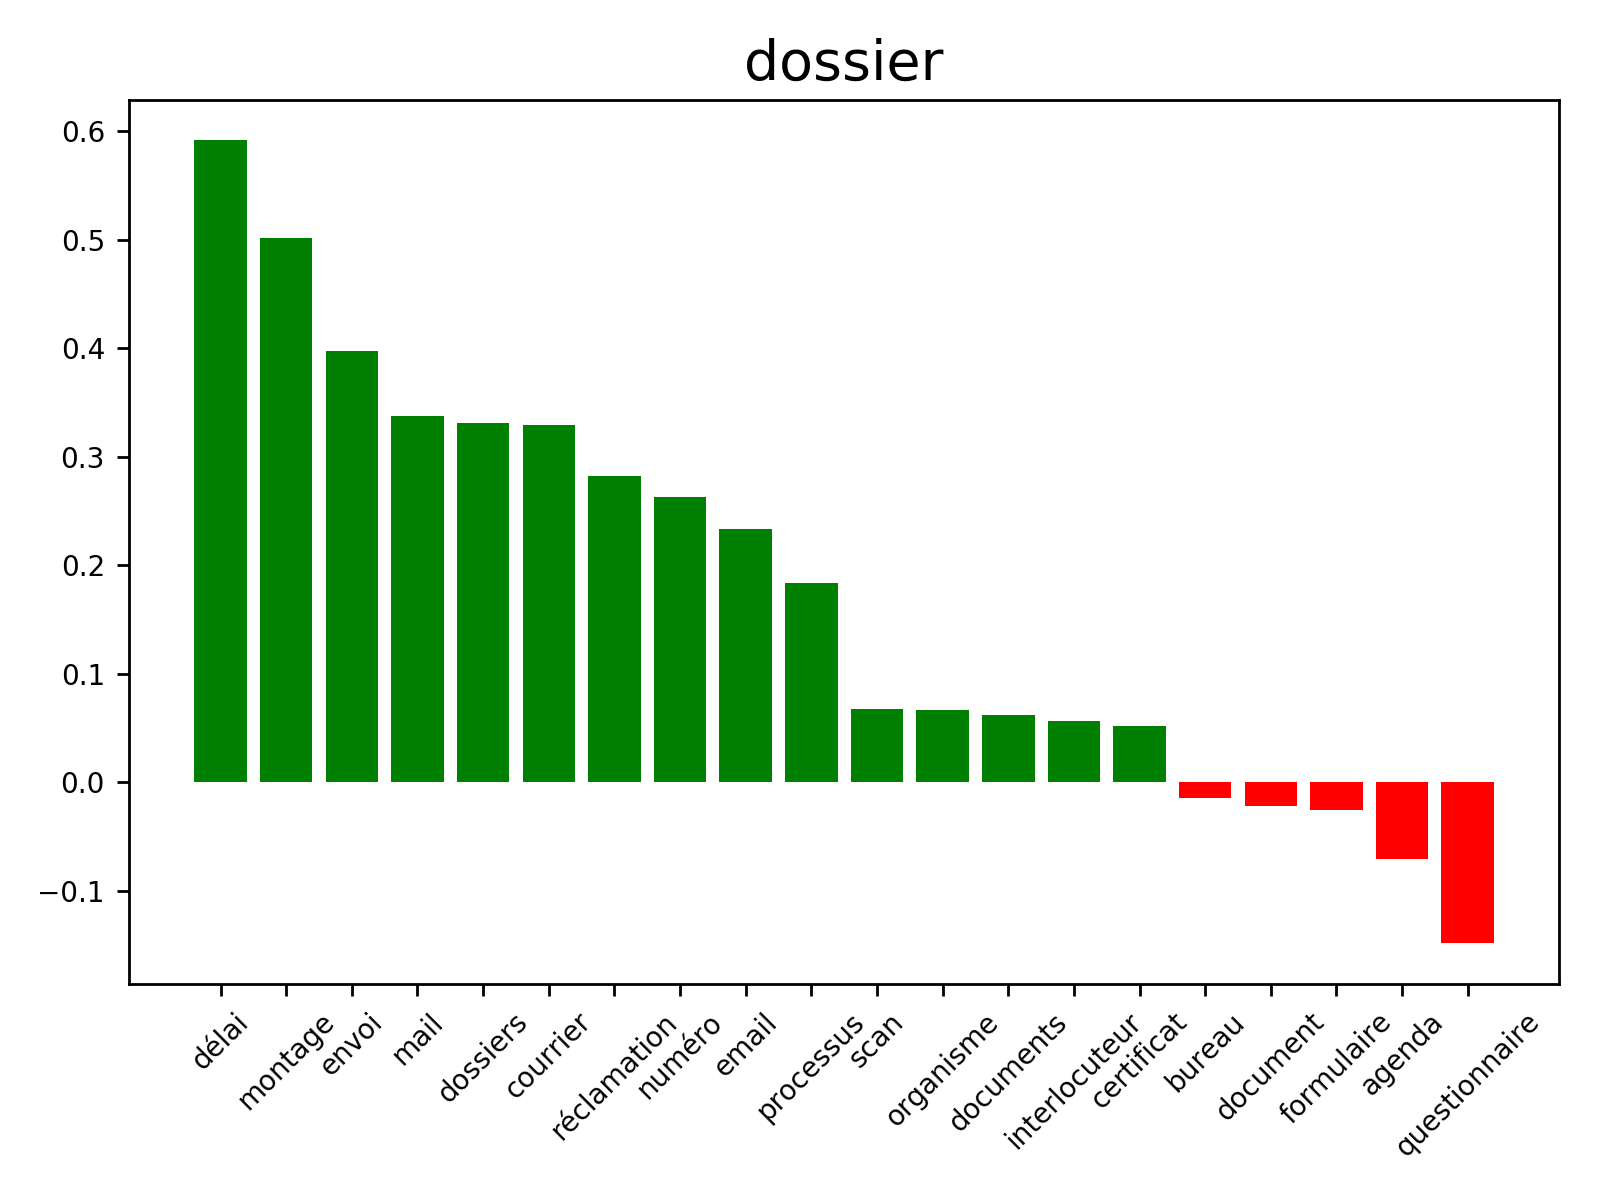 dossier
0.6
0.5
0.4
0.3
0.2
0.1
0.0
−0.1
délai
montage
envoi
mail
dossiers
courrier
réclamation
numéro
email
processus
scan
organisme
documents
interlocuteur
certificat
bureau
document
formulaire
agenda
questionnaire